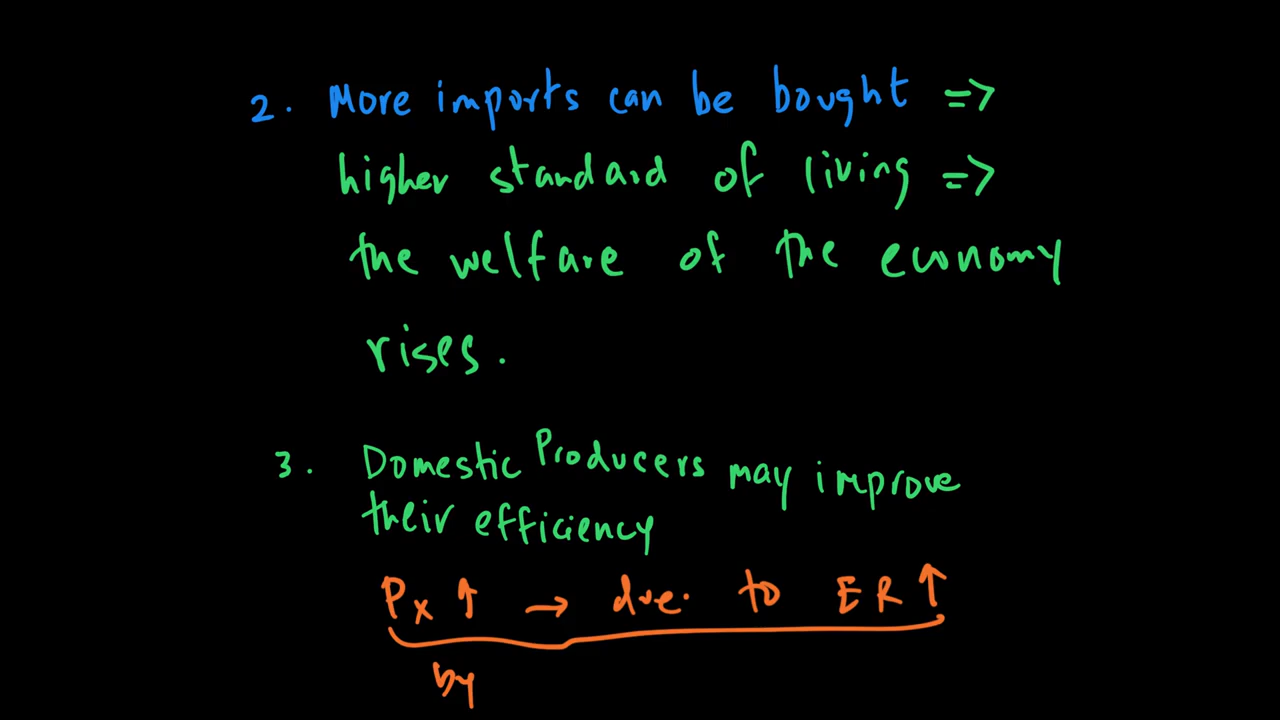 2. More imports can be bought =>
higher standard of living =>
the welfare of the economy
rises.
3. Domestic Producers may improve
their efficiency
Px ↑ → due to ER ↑
by